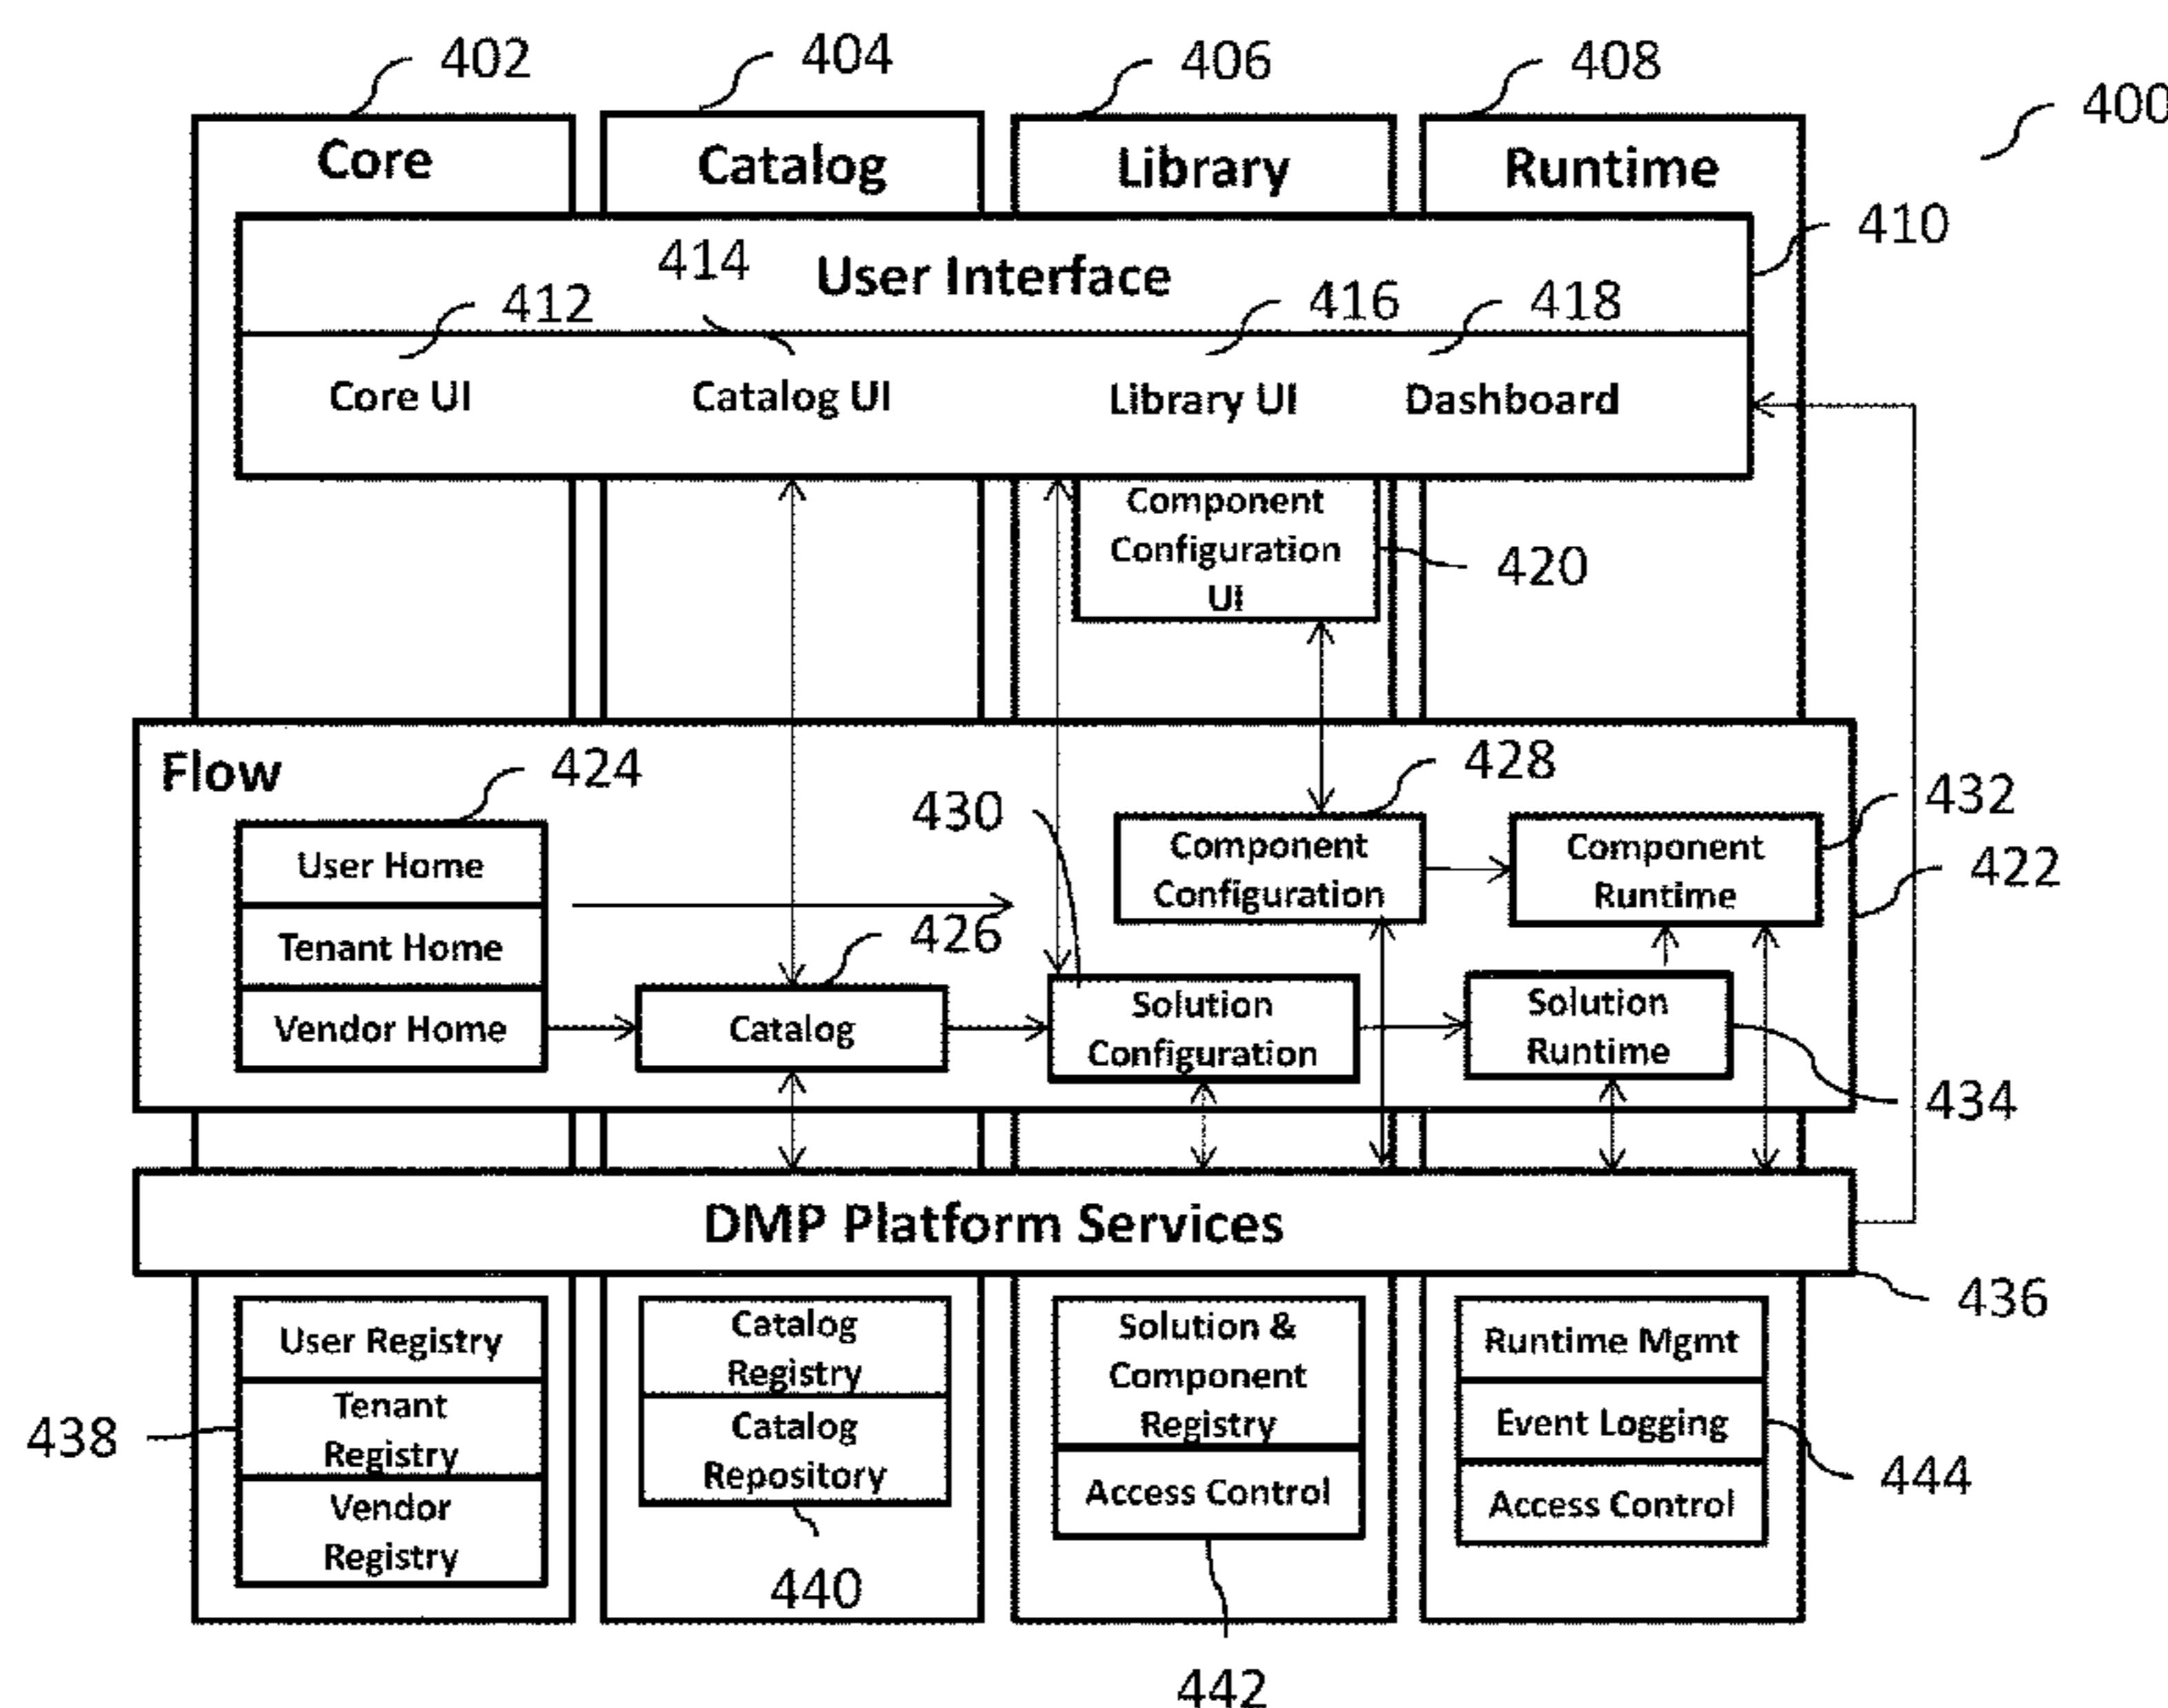 402
404
406
408
400
Core
Catalog
Library
Runtime
410
414
User Interface
412
416
418
Core UI
Catalog UI
Library UI
Dashboard
Component
Configuration
UI
420
Flow
424
428
430
432
User Home
Component
Configuration
Component
Runtime
422
Tenant Home
426
Vendor Home
Catalog
Solution
Configuration
Solution
Runtime
434
DMP Platform Services
436
User Registry
Tenant
Registry
Vendor
Registry
438
Catalog
Registry
Catalog
Repository
440
Solution &
Component
Registry
Access Control
442
Runtime Mgmt
Event Logging
Access Control
444